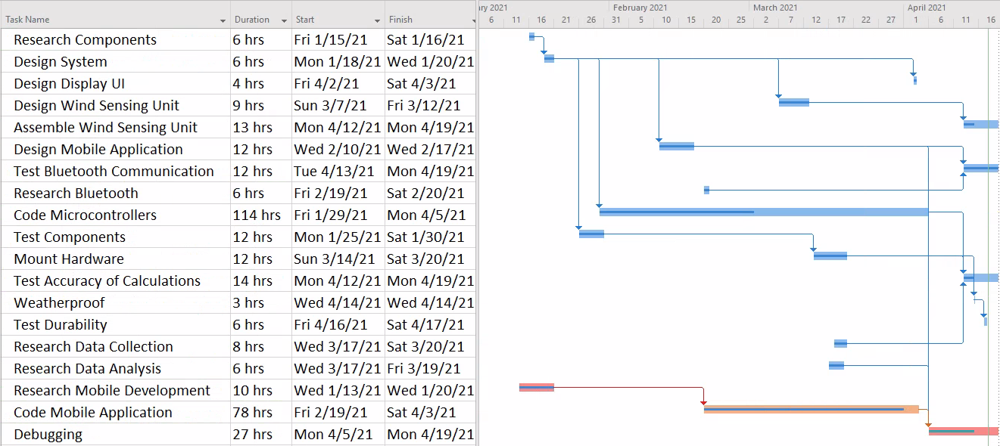 ry 2021 February 2021 March 2021 April 2021
Task Name Duration Start Finish 6 11 16 21 26 31 5 10 15 20 25 2 7 12 17 22 27 1 6 11 16
Research Components 6 hrs Fri 1/15/21 Sat 1/16/21
Design System 6 hrs Mon 1/18/21 Wed 1/20/21
Design Display UI 4 hrs Fri 4/2/21 Sat 4/3/21
Design Wind Sensing Unit 9 hrs Sun 3/7/21 Fri 3/12/21
Assemble Wind Sensing Unit 13 hrs Mon 4/12/21 Mon 4/19/21
Design Mobile Application 12 hrs Wed 2/10/21 Wed 2/17/21
Test Bluetooth Communication 12 hrs Tue 4/13/21 Mon 4/19/21
Research Bluetooth 6 hrs Fri 2/19/21 Sat 2/20/21
Code Microcontrollers 114 hrs Fri 1/29/21 Mon 4/5/21
Test Components 12 hrs Mon 1/25/21 Sat 1/30/21
Mount Hardware 12 hrs Sun 3/14/21 Sat 3/20/21
Test Accuracy of Calculations 14 hrs Mon 4/12/21 Mon 4/19/21
Weatherproof 3 hrs Wed 4/14/21 Wed 4/14/21
Test Durability 6 hrs Fri 4/16/21 Sat 4/17/21
Research Data Collection 8 hrs Wed 3/17/21 Sat 3/20/21
Research Data Analysis 6 hrs Wed 3/17/21 Fri 3/19/21
Research Mobile Development 10 hrs Wed 1/13/21 Wed 1/20/21
Code Mobile Application 78 hrs Fri 2/19/21 Sat 4/3/21
Debugging 27 hrs Mon 4/5/21 Mon 4/19/21